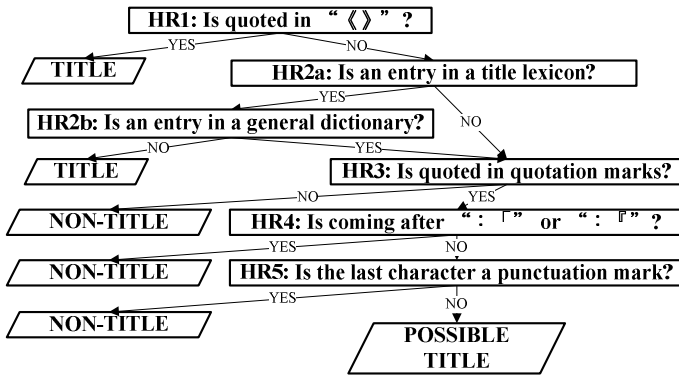 HR1: Is quoted in “《》”?
YES
NO
TITLE
HR2a: Is an entry in a title lexicon?
YES
NO
HR2b: Is an entry in a general dictionary?
NO
YES
TITLE
HR3: Is quoted in quotation marks?
NO
YES
NON-TITLE
HR4: Is coming after “：「” or “：『”?
YES
NO
NON-TITLE
HR5: Is the last character a punctuation mark?
YES
NO
NON-TITLE
POSSIBLE
TITLE